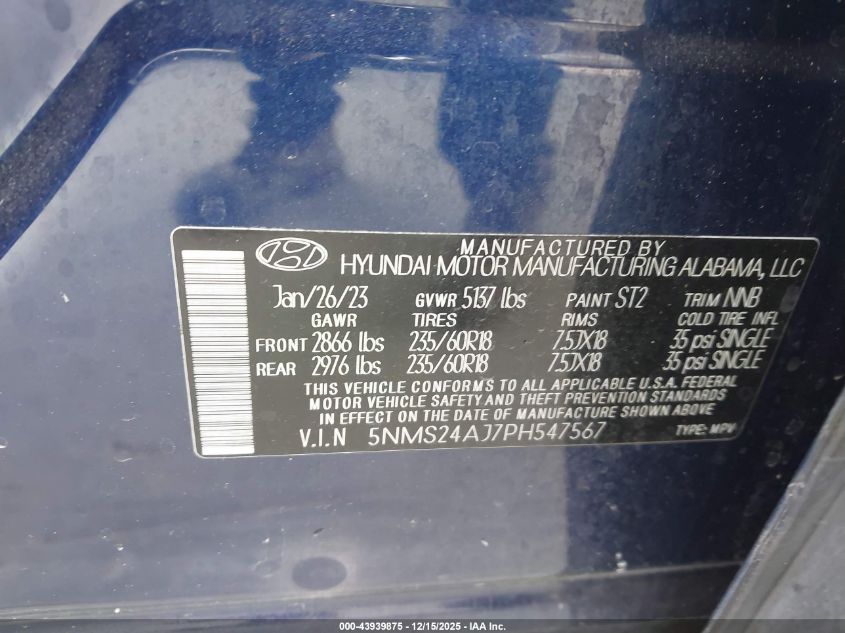 MANUFACTURED BY
HYUNDAI MOTOR MANUFACTURING ALABAMA, LLC
Jan/26/23 GVWR 5137 lbs PAINT ST2 TRIM NNB
GAWR TIRES RIMS COLD TIRE INFL
FRONT 2866 lbs 235/60R18 7.5JX18 35 psi SINGLE
REAR 2976 lbs 235/60R18 7.5JX18 35 psi SINGLE
THIS VEHICLE CONFORMS TO ALL APPLICABLE U.S.A. FEDERAL
MOTOR VEHICLE SAFETY AND THEFT PREVENTION STANDARDS
IN EFFECT ON THE DATE OF MANUFACTURE SHOWN ABOVE.
V.I.N 5NMS24AJ7PH547567 TYPE: MPV
000-43939875 - 12/15/2025 - IAA Inc.